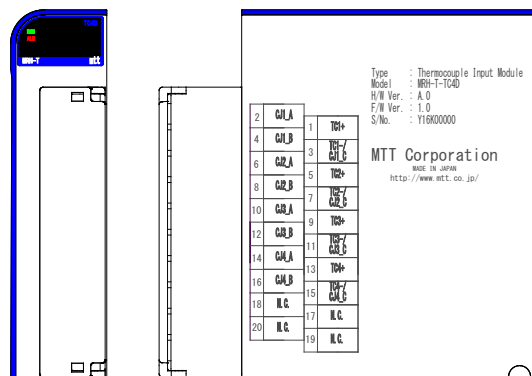 TC4D
RUN
ALM
MRH-T mtt
Type : Thermocouple Input Module
Model : MRH-T-TC4D
H/W Ver. : A.0
F/W Ver. : 1.0
S/No. : Y16K00000
MTT Corporation
MADE IN JAPAN
http://www.mtt.co.jp/
2 CJ1_A
1 TC1+
4 CJ1_B
3 TC1-/
CJ1_C
6 CJ2_A
5 TC2+
8 CJ2_B
7 TC2-/
CJ2_C
10 CJ3_A
9 TC3+
12 CJ3_B
11 TC3-/
CJ3_C
14 CJ4_A
13 TC4+
16 CJ4_B
15 TC4-/
CJ4_C
18 N.C.
17 N.C.
20 N.C.
19 N.C.